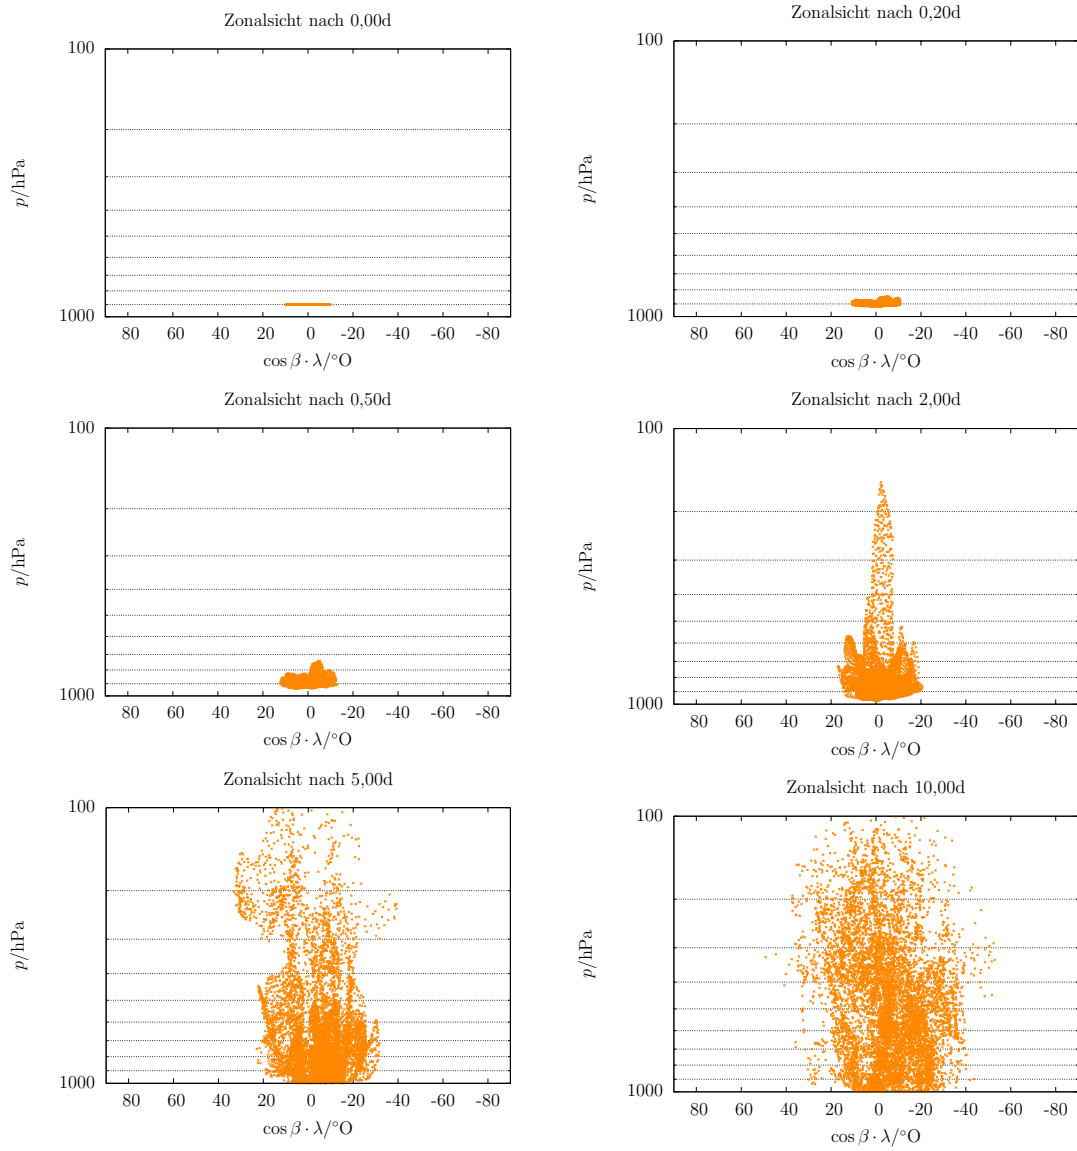 Zonalsicht nach 0,00d
100
p/hPa
1000
80 60 40 20 0 -20 -40 -60 -80
cos β · λ/°O
Zonalsicht nach 0,20d
100
p/hPa
1000
80 60 40 20 0 -20 -40 -60 -80
cos β · λ/°O
Zonalsicht nach 0,50d
100
p/hPa
1000
80 60 40 20 0 -20 -40 -60 -80
cos β · λ/°O
Zonalsicht nach 2,00d
100
p/hPa
1000
80 60 40 20 0 -20 -40 -60 -80
cos β · λ/°O
Zonalsicht nach 5,00d
100
p/hPa
1000
80 60 40 20 0 -20 -40 -60 -80
cos β · λ/°O
Zonalsicht nach 10,00d
100
p/hPa
1000
80 60 40 20 0 -20 -40 -60 -80
cos β · λ/°O